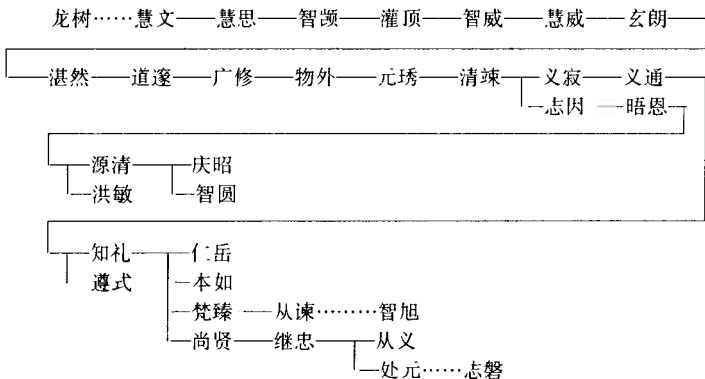 龙树……慧文——慧思——智𫖮——灌顶——智威——慧威——玄朗
湛然——道邃——广修——物外——元琇——清竦——义寂——义通
志因——晤恩
源清——庆昭
洪敏——智圆
知礼——仁岳
遵式——本如
梵臻——从谏………智旭
尚贤——继忠——从义
处元……志磐